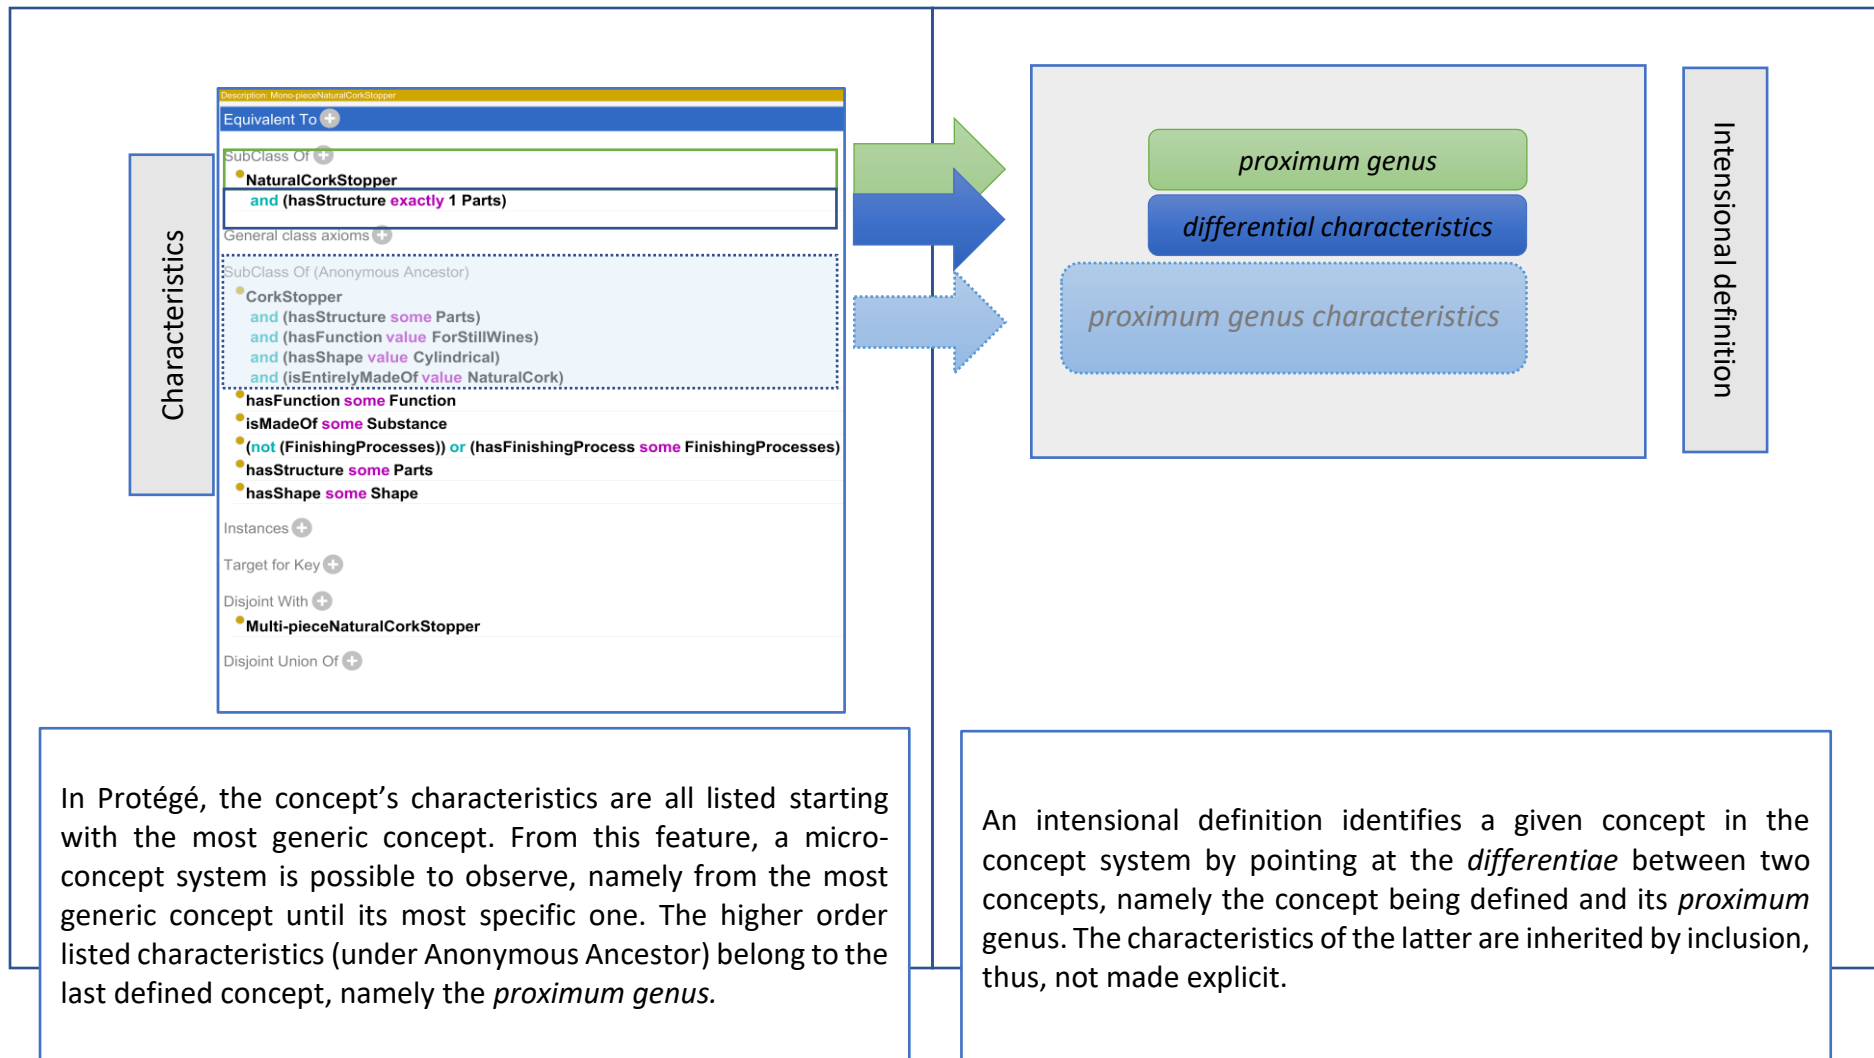 Characteristics
Description: Mono-pieceNaturalCorkStopper
Equivalent To
SubClass Of
NaturalCorkStopper
and (hasStructure exactly 1 Parts)
General class axioms
SubClass Of (Anonymous Ancestor)
CorkStopper
and (hasStructure some Parts)
and (hasFunction value ForStillWines)
and (hasShape value Cylindrical)
and (isEntirelyMadeOf value NaturalCork)
hasFunction some Function
isMadeOf some Substance
(not (FinishingProcesses)) or (hasFinishingProcess some FinishingProcesses)
hasStructure some Parts
hasShape some Shape
Instances
Target for Key
Disjoint With
Multi-pieceNaturalCorkStopper
Disjoint Union Of
In Protégé, the concept’s characteristics are all listed starting
with the most generic concept. From this feature, a micro-
concept system is possible to observe, namely from the most
generic concept until its most specific one. The higher order
listed characteristics (under Anonymous Ancestor) belong to the
last defined concept, namely the proximum genus.
proximum genus
differential characteristics
proximum genus characteristics
Intensional definition
An intensional definition identifies a given concept in the
concept system by pointing at the differentiae between two
concepts, namely the concept being defined and its proximum
genus. The characteristics of the latter are inherited by inclusion,
thus, not made explicit.